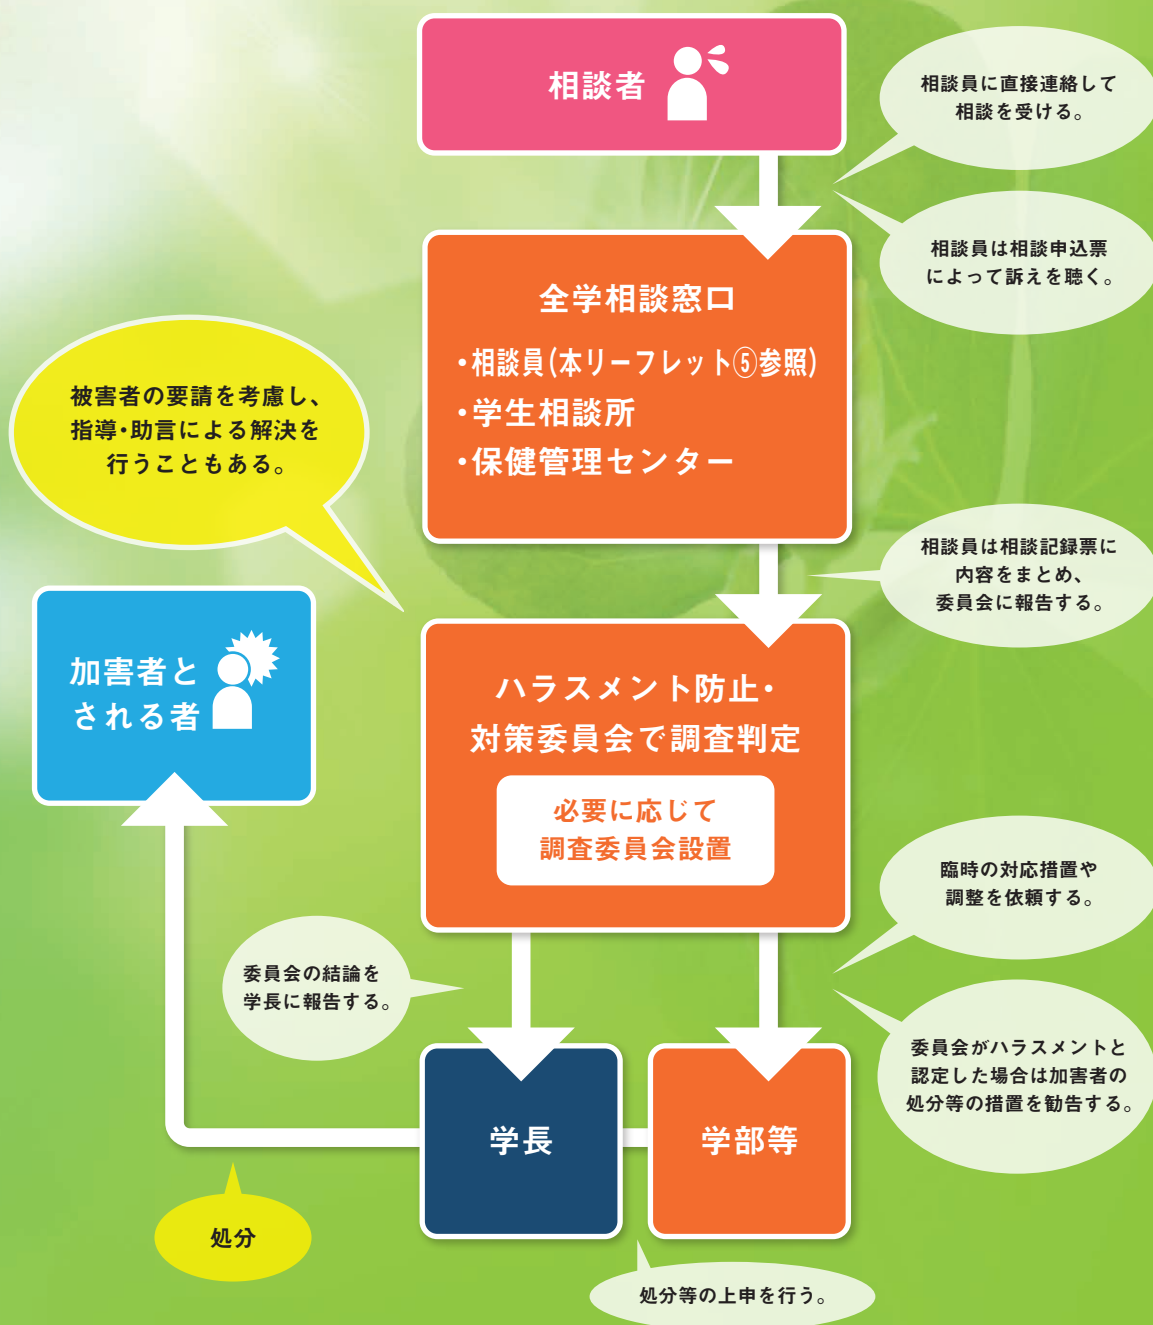 相談者
相談員に直接連絡して
相談を受ける。
相談員は相談申込票
によって訴えを聴く。
全学相談窓口
・相談員(本リーフレット⑤参照)
・学生相談所
・保健管理センター
被害者の要請を考慮し、
指導・助言による解決を
行うこともある。
相談員は相談記録票に
内容をまとめ、
委員会に報告する。
加害者と
される者
ハラスメント防止・
対策委員会で調査判定
必要に応じて
調査委員会設置
臨時の対応措置や
調整を依頼する。
委員会の結論を
学長に報告する。
委員会がハラスメントと
認定した場合は加害者の
処分等の措置を勧告する。
学長
学部等
処分
処分等の上申を行う。